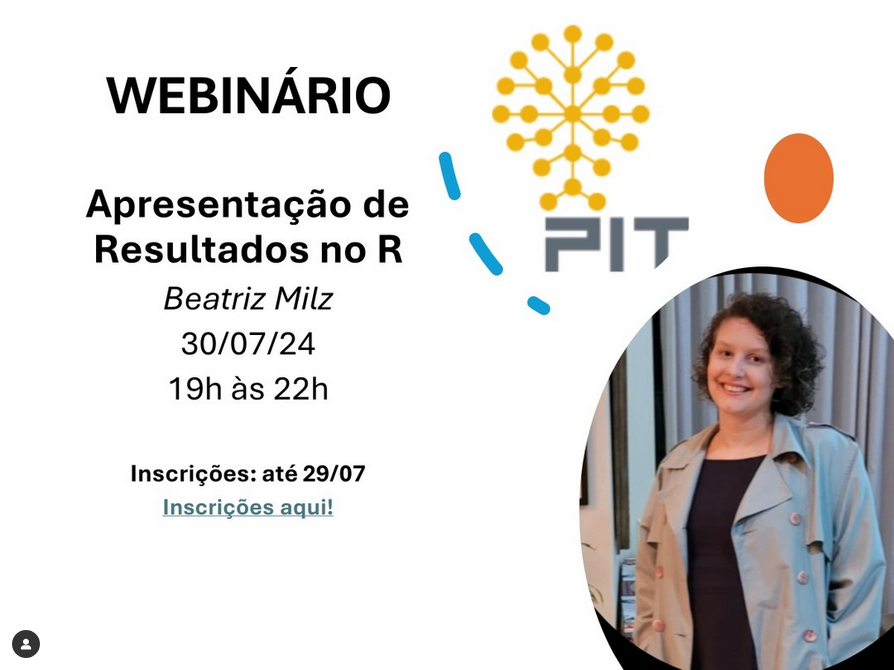 WEBINÁRIO
Apresentação de
Resultados no R
Beatriz Milz
30/07/24
19h às 22h
Inscrições: até 29/07
Inscrições aqui!
PIT